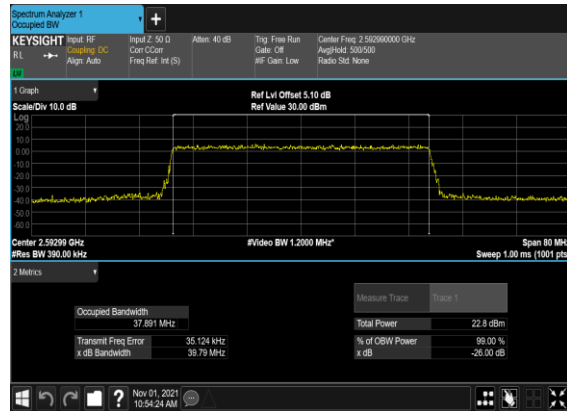 Spectrum Analyzer 1
Occupied BW
KEYSIGHT Input: RF Input Z: 50 Ω Atten: 40 dB Trig: Free Run Center Freq: 2.592990000 GHz
RL Coupling: DC Corr CCorr Gate: Off Avg|Hold: 500/500
Align: Auto Freq Ref: Int (S) #IF Gain: Low Radio Std: None
1 Graph
Ref Lvl Offset 5.10 dB
Scale/Div 10.0 dB Ref Value 30.00 dBm
Log
20.0
10.0
0.00
-10.0
-20.0
-30.0
-40.0
-50.0
-60.0
Center 2.59299 GHz #Video BW 1.2000 MHz* Span 80 MHz
#Res BW 390.00 kHz Sweep 1.00 ms (1001 pts
2 Metrics
Measure Trace Trace 1
Occupied Bandwidth
37.891 MHz Total Power 22.8 dBm
Transmit Freq Error 35.124 kHz % of OBW Power 99.00 %
x dB Bandwidth 39.79 MHz x dB -26.00 dB
Nov 01, 2021
10:54:24 AM